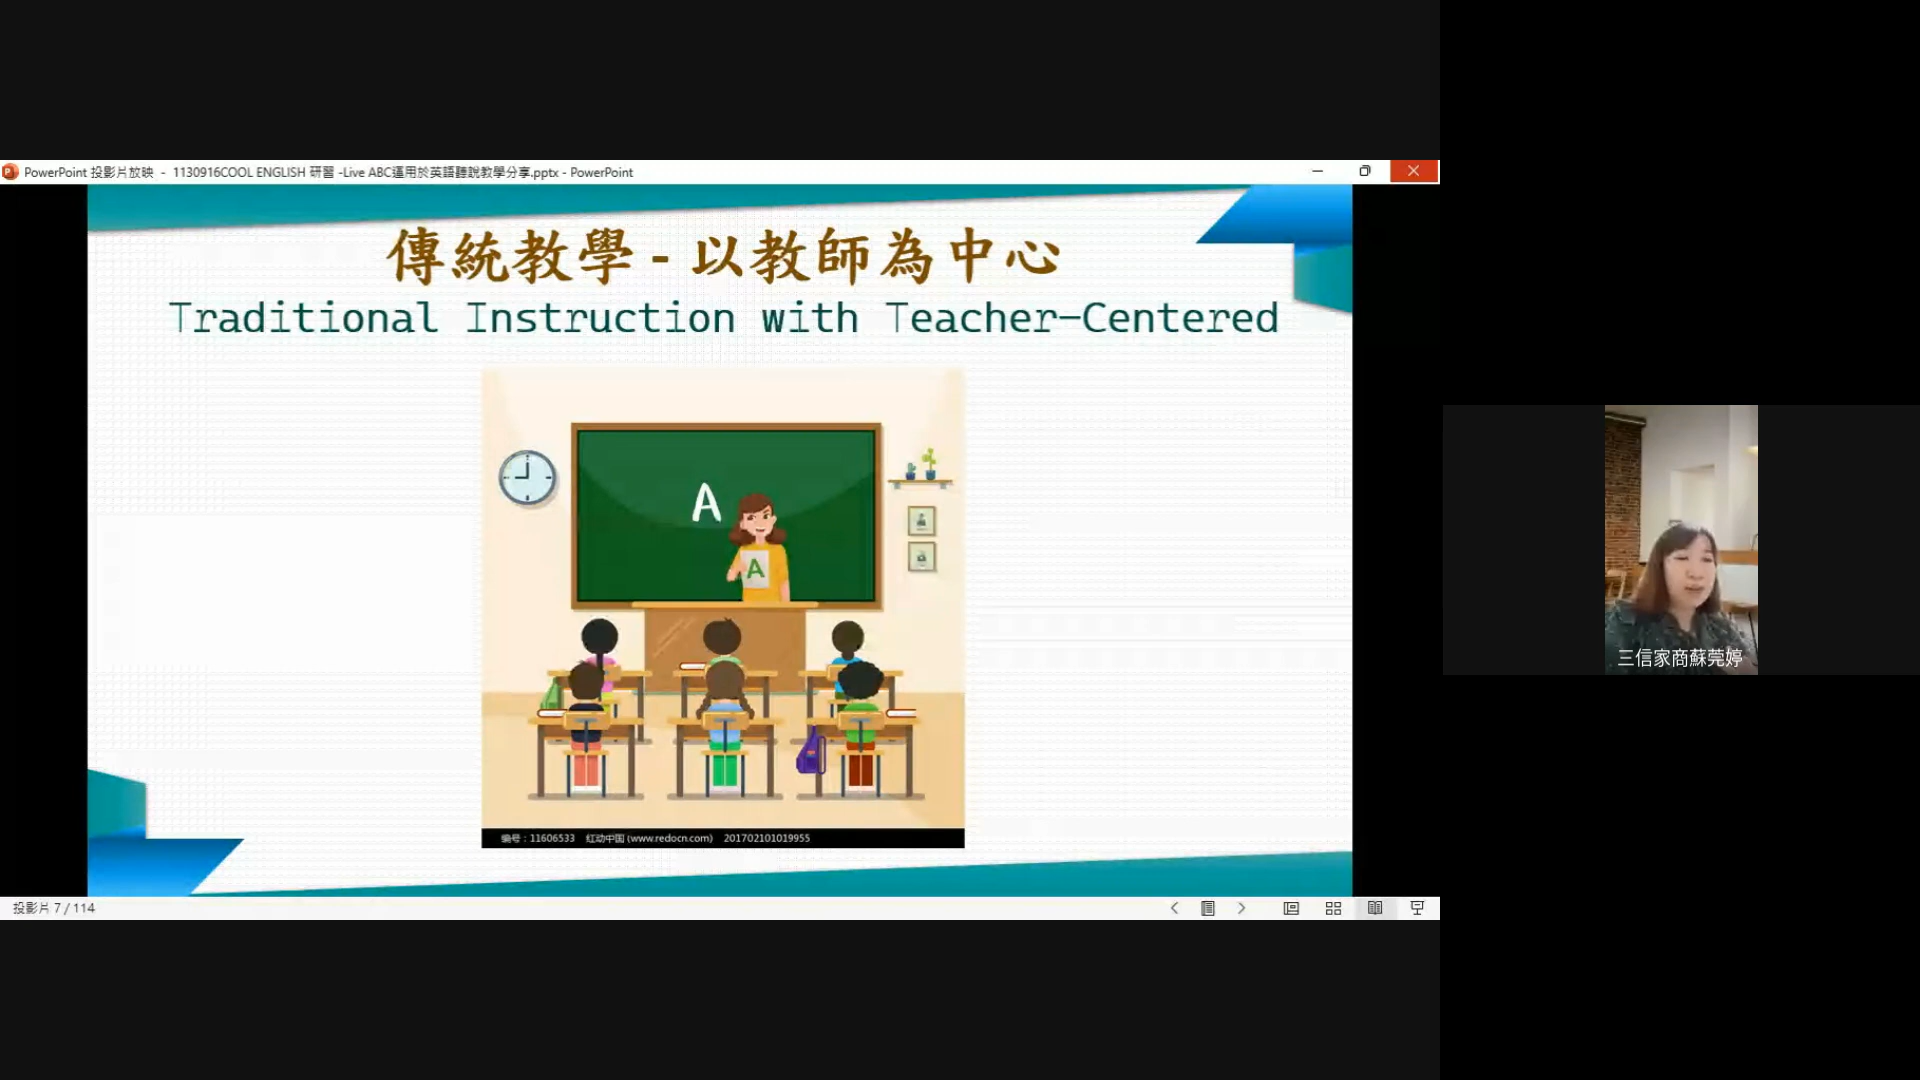 PowerPoint 投影片放映 - 1130916COOL ENGLISH 研習 -Live ABC運用於英語聽說教學分享.pptx - PowerPoint
傳統教學 - 以教師為中心
Traditional Instruction with Teacher-Centered
A
A
编号：11606533 红动中国 (www.redocn.com) 201702101019955
三信家商蘇莞婷
投影片 7 / 114